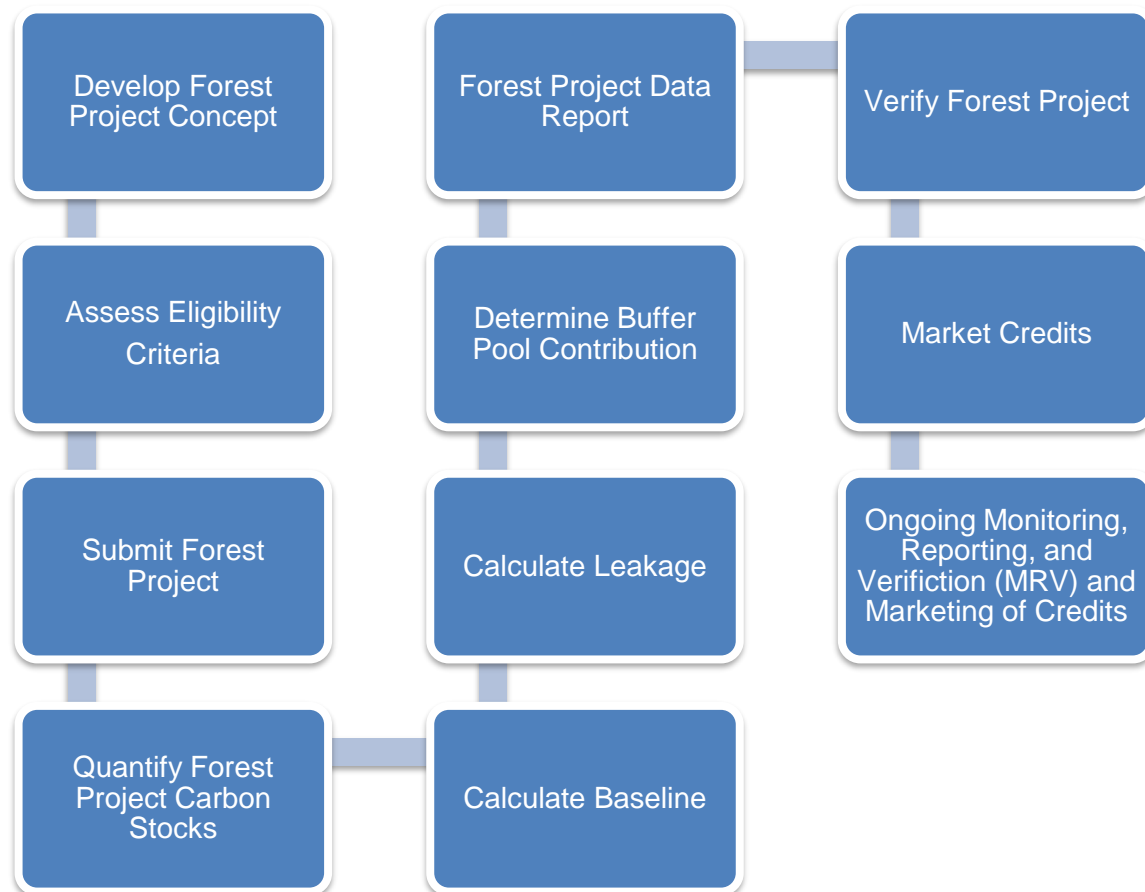 Develop Forest
Project Concept
Assess Eligibility
Criteria
Submit Forest
Project
Quantify Forest
Project Carbon
Stocks
Calculate Baseline
Calculate Leakage
Determine Buffer
Pool Contribution
Forest Project Data
Report
Verify Forest Project
Market Credits
Ongoing Monitoring,
Reporting, and
Verifiction (MRV) and
Marketing of Credits